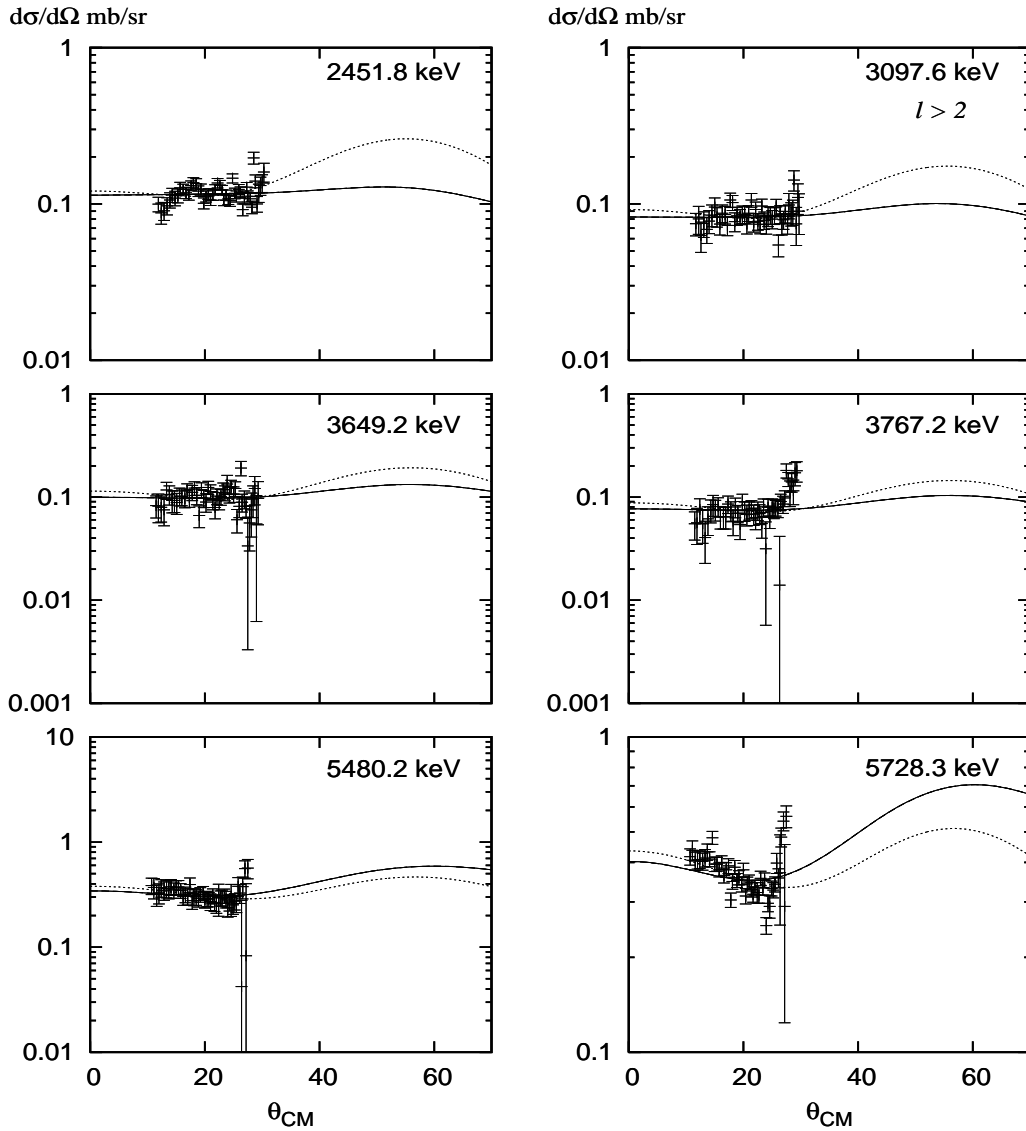 dσ/dΩ mb/sr dσ/dΩ mb/sr
1 1
2451.8 keV 3097.6 keV
l > 2
0.1 0.1
0.01 0.01
1 1
3649.2 keV 3767.2 keV
0.1 0.1
0.01 0.01
0.001 0.001
10 1
5480.2 keV 5728.3 keV
1
0.1
0.01 0.1
0 20 40 60 0 20 40 60
θCM θCM